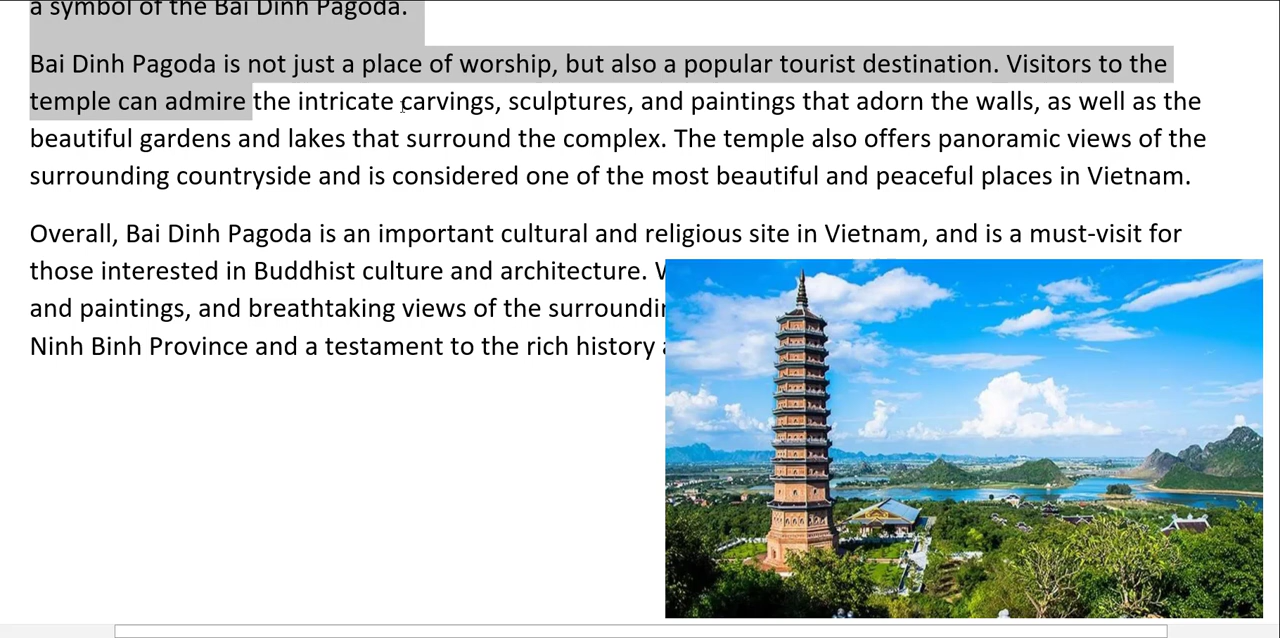 a symbol of the Bai Dinh Pagoda.
Bai Dinh Pagoda is not just a place of worship, but also a popular tourist destination. Visitors to the
temple can admire the intricate carvings, sculptures, and paintings that adorn the walls, as well as the
beautiful gardens and lakes that surround the complex. The temple also offers panoramic views of the
surrounding countryside and is considered one of the most beautiful and peaceful places in Vietnam.
Overall, Bai Dinh Pagoda is an important cultural and religious site in Vietnam, and is a must-visit for
those interested in Buddhist culture and architecture.
and paintings, and breathtaking views of the
Ninh Binh Province and a testament to the rich history